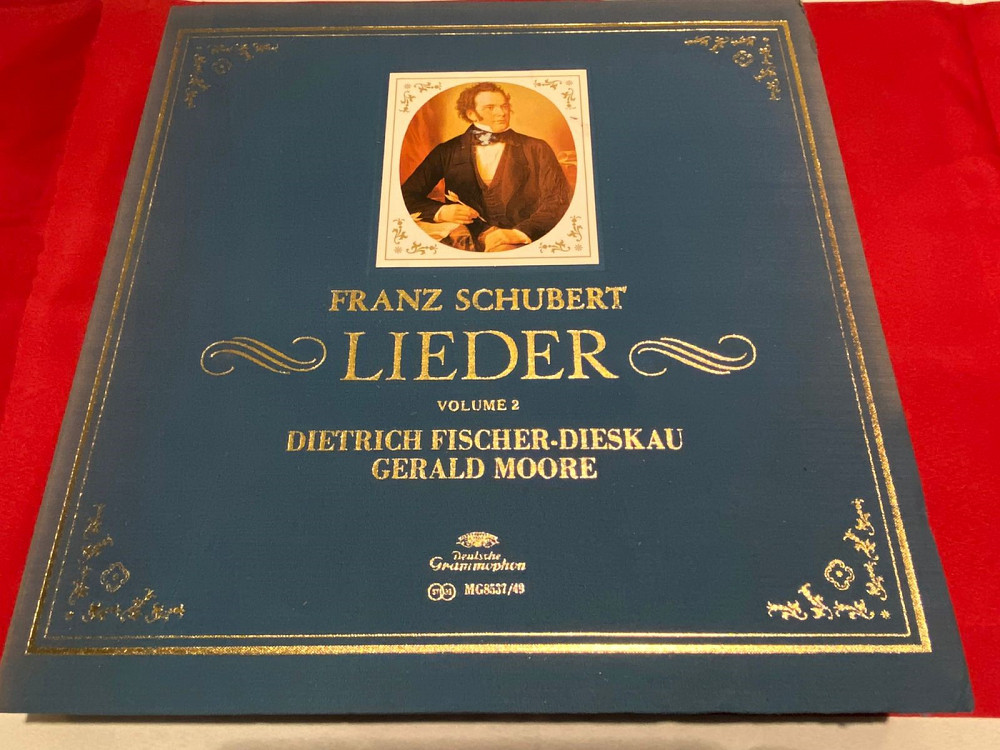 FRANZ SCHUBERT
LIEDER
VOLUME 2
DIETRICH FISCHER-DIESKAU
GERALD MOORE
Deutsche
Grammophon
MG8537/49